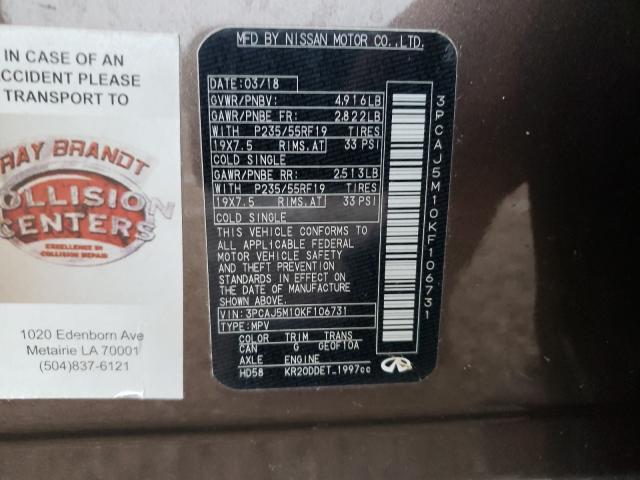 IN CASE OF AN
ACCIDENT PLEASE
TRANSPORT TO
RAY BRANDT
COLLISION
CENTERS
EXCELLENCE IN
COLLISION REPAIR
1020 Edenborn Ave
Metairie LA 70001
(504)837-6121
MFD BY NISSAN MOTOR CO.,LTD.
DATE: 03/18
GVWR/PNBV: 4,916LB
GAWR/PNBE FR: 2,822LB
WITH P235/55RF19 TIRES
19X7.5 RIMS,AT 33 PSI
COLD SINGLE
GAWR/PNBE RR: 2,513LB
WITH P235/55RF19 TIRES
19X7.5 RIMS,AT 33 PSI
COLD SINGLE
THIS VEHICLE CONFORMS TO
ALL APPLICABLE FEDERAL
MOTOR VEHICLE SAFETY
AND THEFT PREVENTION
STANDARDS IN EFFECT ON
THE DATE OF MANUFACTURE
SHOWN ABOVE.
VIN: 3PCAJ5M10KF106731
TYPE: MPV
COLOR TRIM TRANS
CAN G GEOF10A
AXLE ENGINE
HD58 KR20DDET_1997cc
3PCAJ5M10KF106731